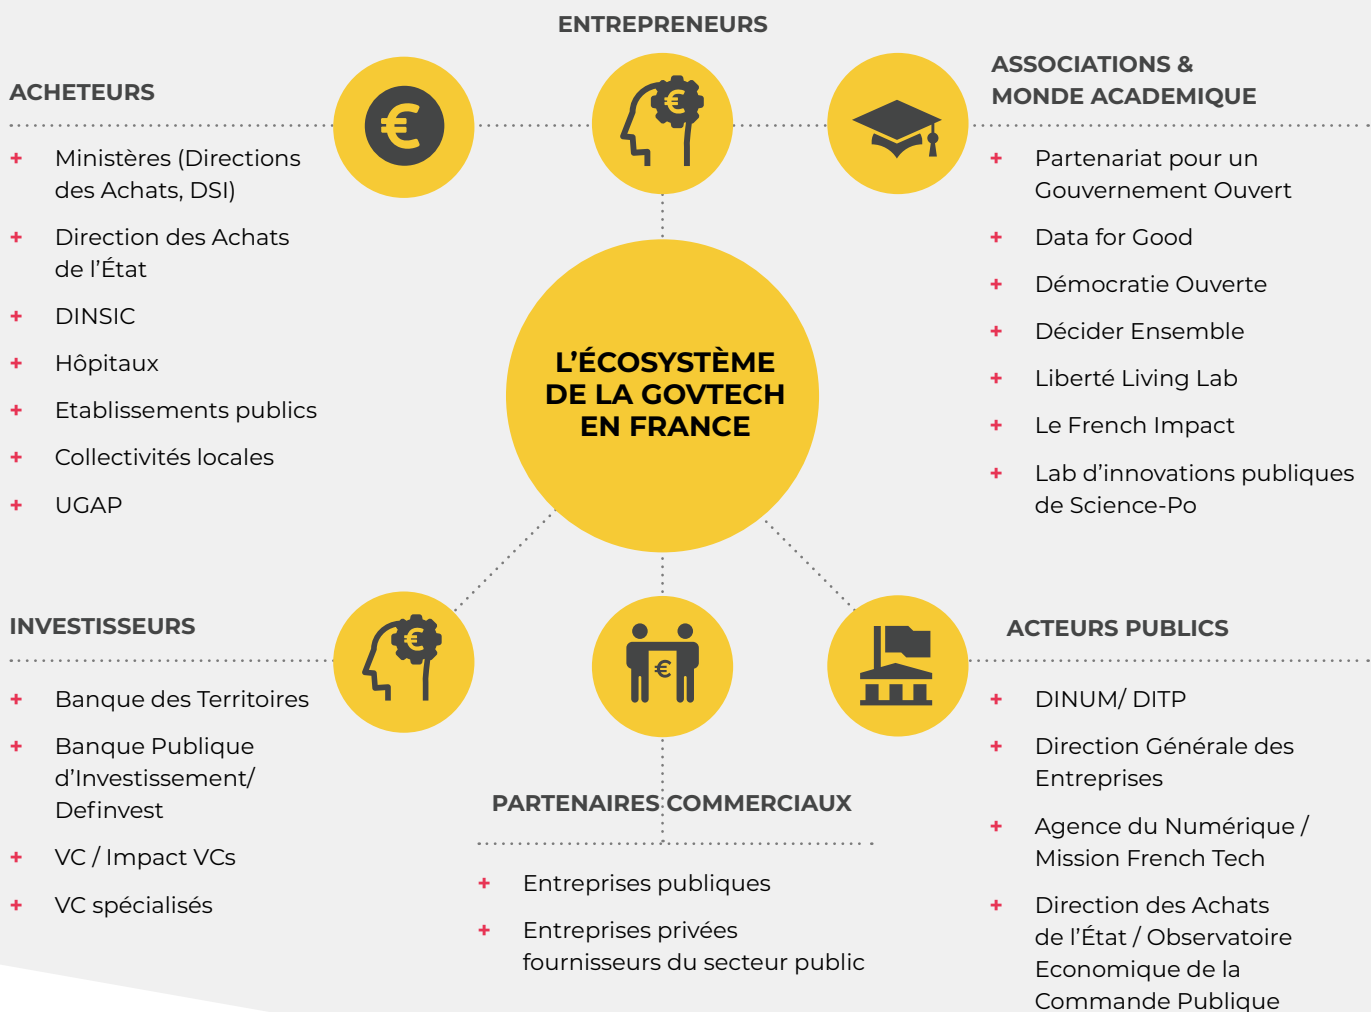 ENTREPRENEURS
ACHETEURS
€
€
ASSOCIATIONS &
MONDE ACADEMIQUE
+ Ministères (Directions
des Achats, DSI)
+ Direction des Achats
de l’État
+ DINSIC
+ Hôpitaux
+ Etablissements publics
+ Collectivités locales
+ UGAP
L’ÉCOSYSTÈME
DE LA GOVTECH
EN FRANCE
+ Partenariat pour un
Gouvernement Ouvert
+ Data for Good
+ Démocratie Ouverte
+ Décider Ensemble
+ Liberté Living Lab
+ Le French Impact
+ Lab d’innovations publiques
de Science-Po
INVESTISSEURS
€
+ Banque des Territoires
+ Banque Publique
d’Investissement/
Definvest
+ VC / Impact VCs
+ VC spécialisés
€
PARTENAIRES COMMERCIAUX
+ Entreprises publiques
+ Entreprises privées
fournisseurs du secteur public
ACTEURS PUBLICS
+ DINUM/ DITP
+ Direction Générale des
Entreprises
+ Agence du Numérique /
Mission French Tech
+ Direction des Achats
de l’État / Observatoire
Economique de la
Commande Publique